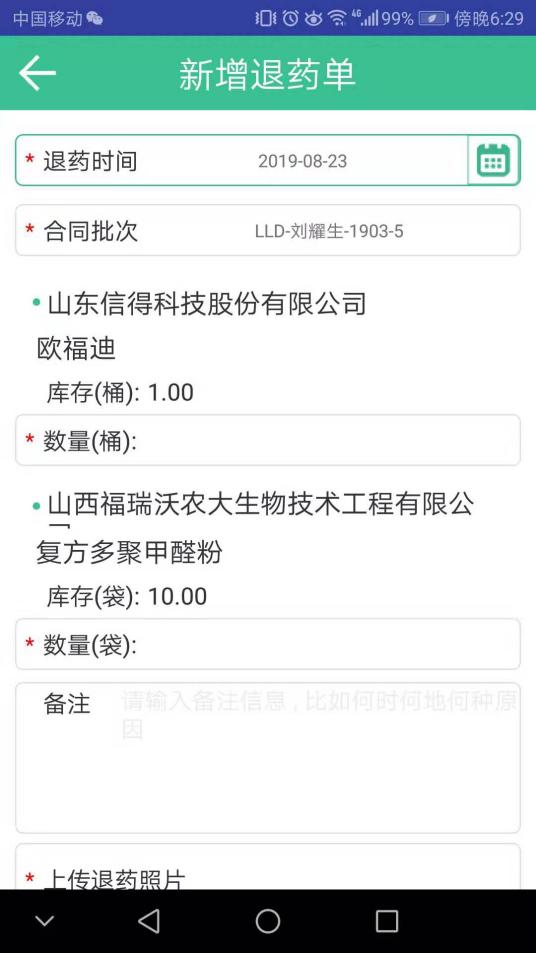 中国移动 4G 99% 傍晚6:29
新增退药单
* 退药时间 2019-08-23
* 合同批次 LLD-刘耀生-1903-5
山东信得科技股份有限公司
欧福迪
库存(桶): 1.00
* 数量(桶):
山西福瑞沃农大生物技术工程有限公
复方多聚甲醛粉
库存(袋): 10.00
* 数量(袋):
备注 请输入备注信息，比如何时何地何种原
因
* 上传退药照片